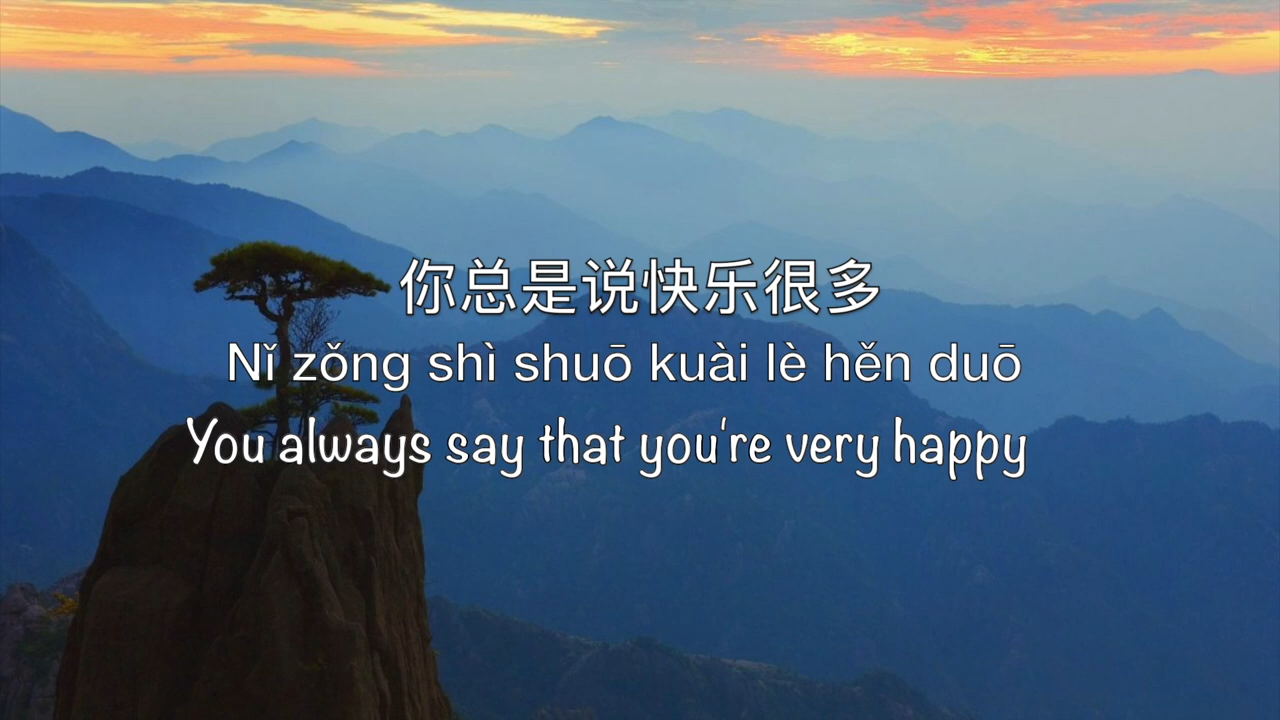 你总是说快乐很多
Nǐ zǒng shì shuō kuài lè hěn duō
You always say that you're very happy